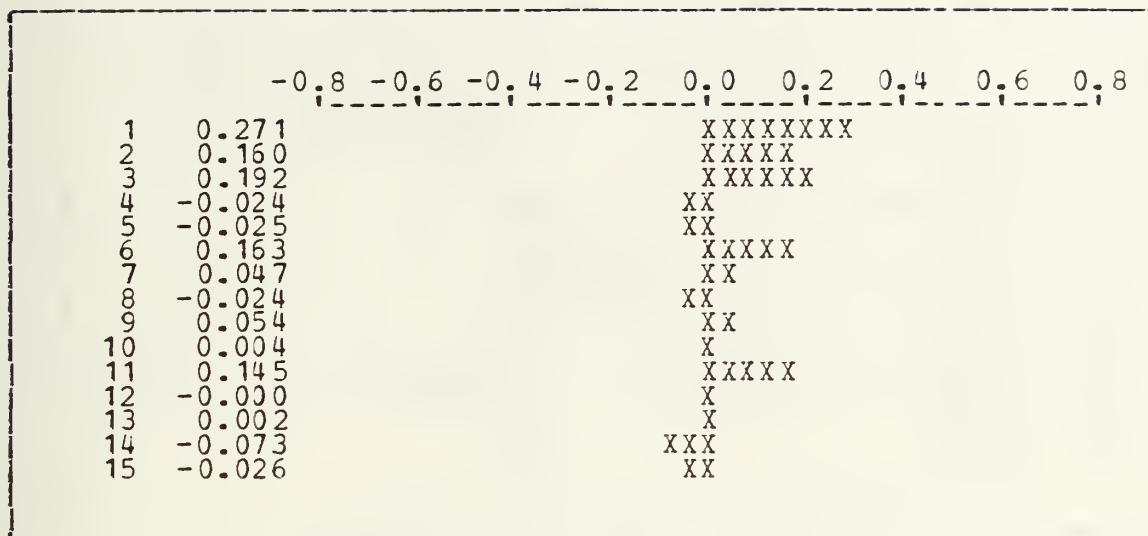 -0.8 -0.6 -0.4 -0.2 0.0 0.2 0.4 0.6 0.8
1 0.271 XXXXXXXX
2 0.160 XXXXX
3 0.192 XXXXXX
4 -0.024 XX
5 -0.025 XX
6 0.163 XXXXX
7 0.047 XX
8 -0.024 XX
9 0.054 XX
10 0.004 X
11 0.145 XXXXX
12 -0.000 X
13 0.002 X
14 -0.073 XXX
15 -0.026 XX